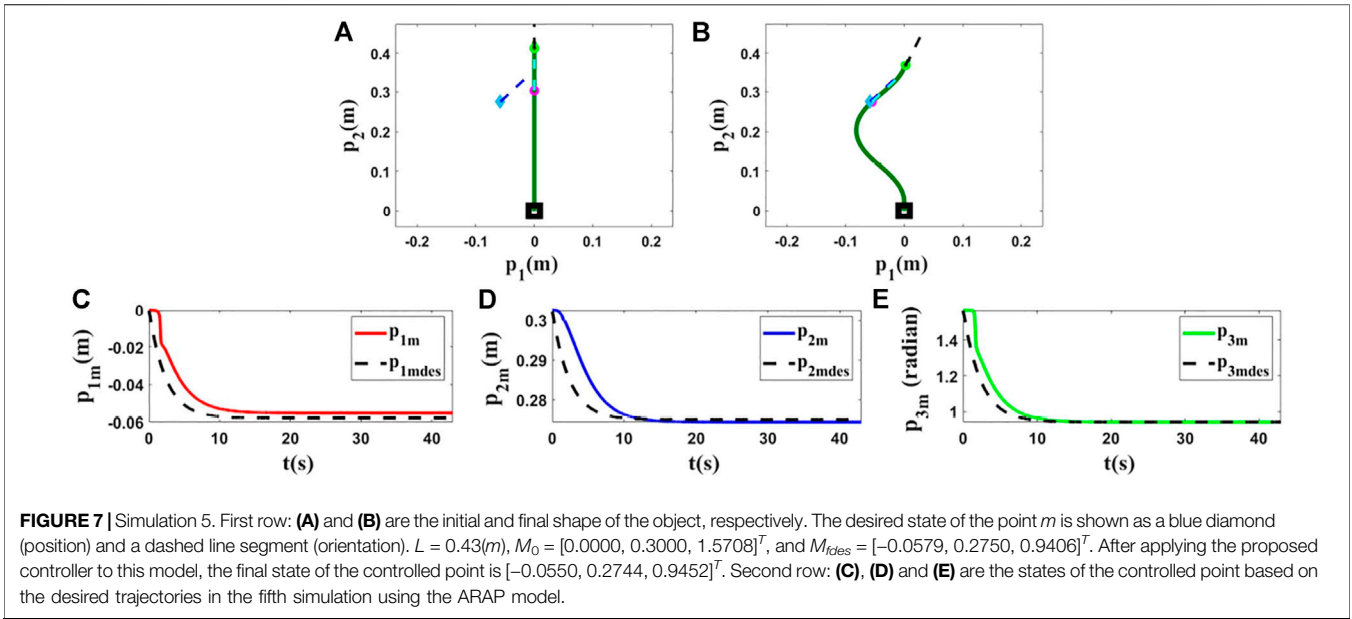 A
B
0.4
0.3
0.2
0.1
0
p2(m)
-0.2 -0.1 0 0.1 0.2
p1(m)
0.4
0.3
0.2
0.1
0
p2(m)
-0.2 -0.1 0 0.1 0.2
p1(m)
C
D
E
0
-0.02
-0.04
-0.06
p1m(m)
p1m
p1mdes
0 10 20 30 40
t(s)
0.3
0.29
0.28
p2m(m)
p2m
p2mdes
0 10 20 30 40
t(s)
1.4
1.2
1
p3m (radian)
p3m
p3mdes
0 10 20 30 40
t(s)
FIGURE 7 | Simulation 5. First row: (A) and (B) are the initial and final shape of the object, respectively. The desired state of the point m is shown as a blue diamond
(position) and a dashed line segment (orientation). L = 0.43(m), M0 = [0.0000, 0.3000, 1.5708]T, and Mfdes = [−0.0579, 0.2750, 0.9406]T. After applying the proposed
controller to this model, the final state of the controlled point is [−0.0550, 0.2744, 0.9452]T. Second row: (C), (D) and (E) are the states of the controlled point based on
the desired trajectories in the fifth simulation using the ARAP model.